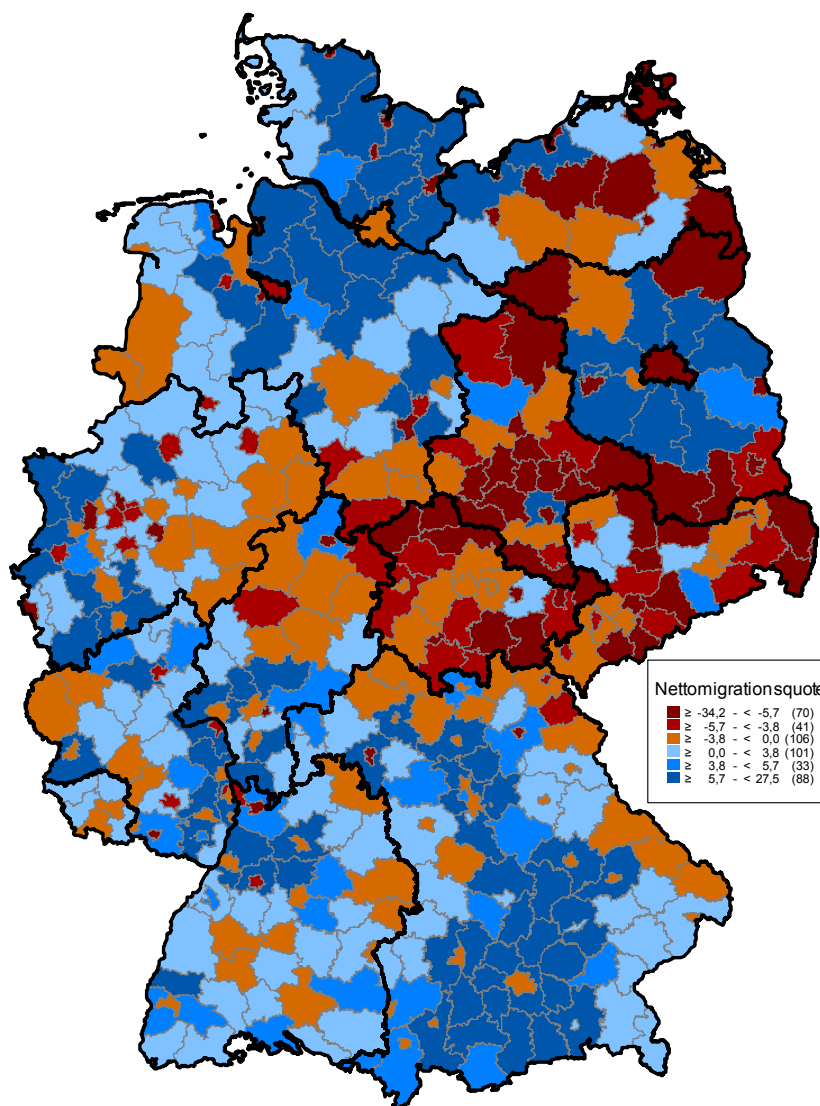 Nettomigrationsquote
≥ -34,2 - < -5,7 (70)
≥ -5,7 - < -3,8 (41)
≥ -3,8 - < 0,0 (106)
≥ 0,0 - < 3,8 (101)
≥ 3,8 - < 5,7 (33)
≥ 5,7 - < 27,5 (88)